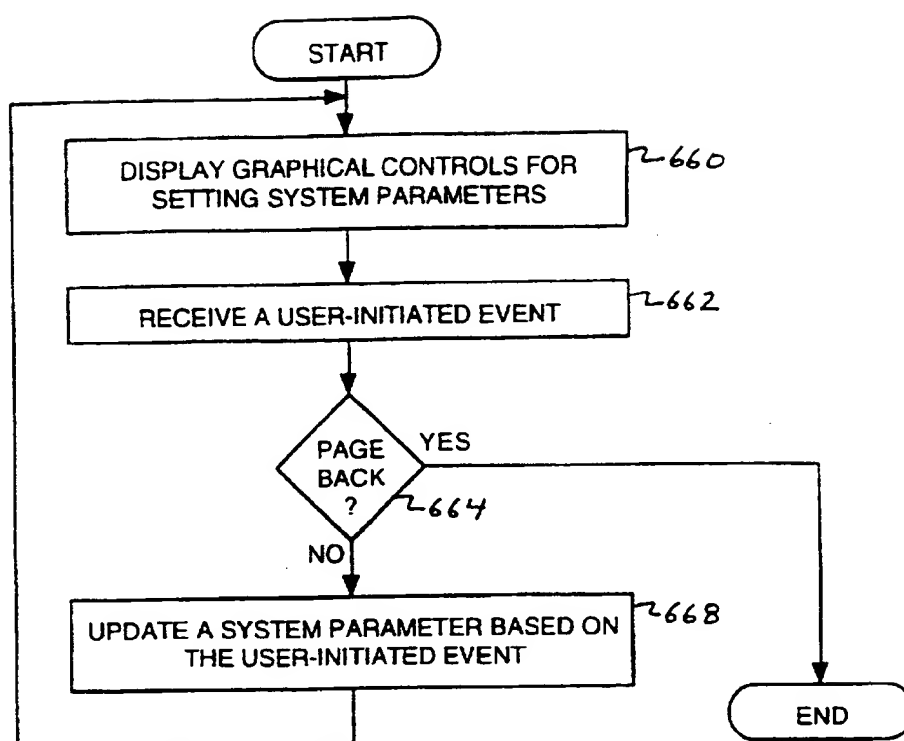 START
DISPLAY GRAPHICAL CONTROLS FOR
SETTING SYSTEM PARAMETERS
660
RECEIVE A USER-INITIATED EVENT
662
PAGE
BACK
?
YES
664
NO
UPDATE A SYSTEM PARAMETER BASED ON
THE USER-INITIATED EVENT
668
END